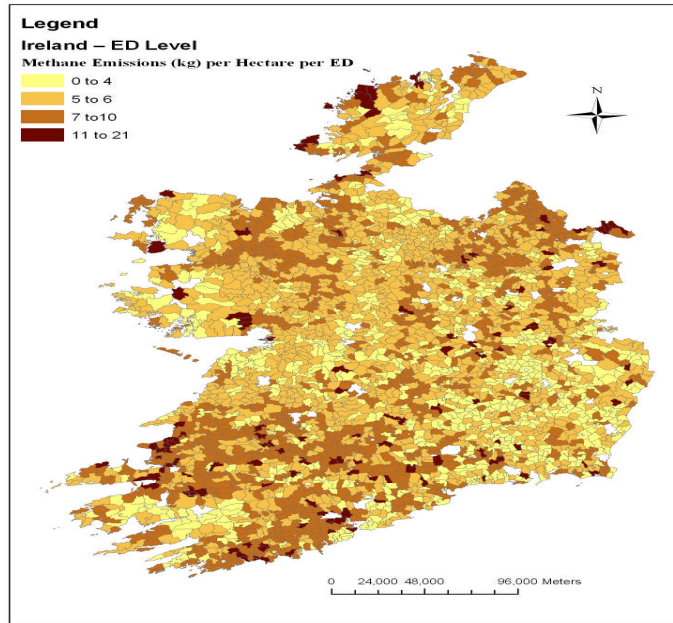 Legend
Ireland – ED Level
Methane Emissions (kg) per Hectare per ED
0 to 4
5 to 6
7 to10
11 to 21
N
0 24,000 48,000 96,000 Meters